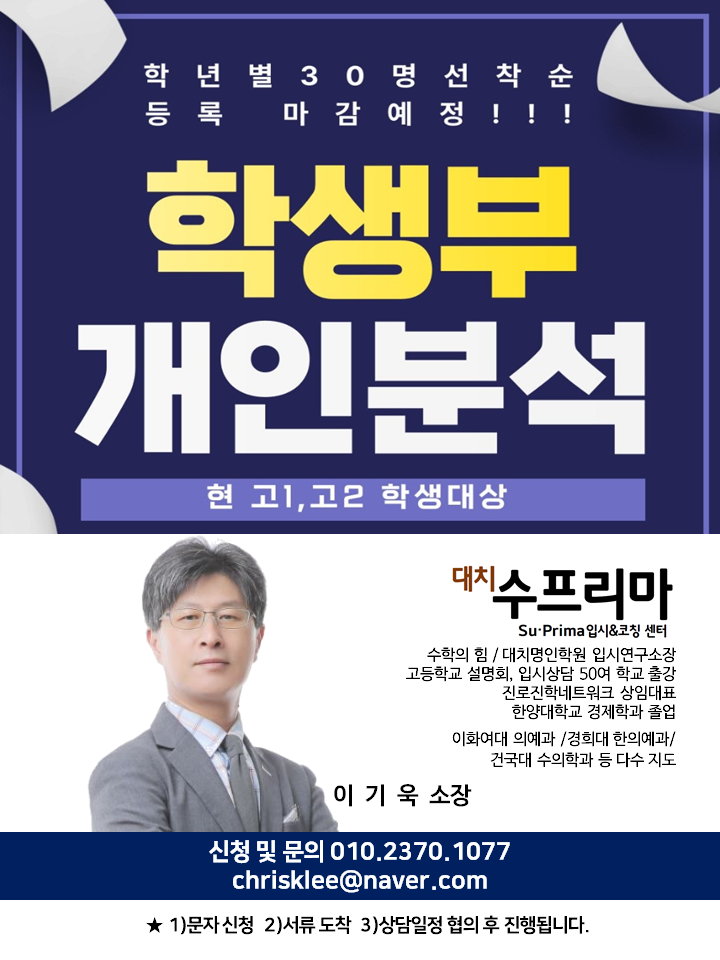 학년별30명선착순
등록 마감예정!!!
학생부
개인분석
현 고1,고2 학생대상
대치수프리마
Su·Prima입시&코칭 센터
수학의 힘 / 대치명인학원 입시연구소장
고등학교 설명회, 입시상담 50여 학교 출강
진로진학네트워크 상임대표
한양대학교 경제학과 졸업
이화여대 의예과 /경희대 한의예과/
건국대 수의학과 등 다수 지도
이 기 욱 소장
신청 및 문의 010.2370.1077
chrisklee@naver.com
★ 1)문자 신청 2)서류 도착 3)상담일정 협의 후 진행됩니다.